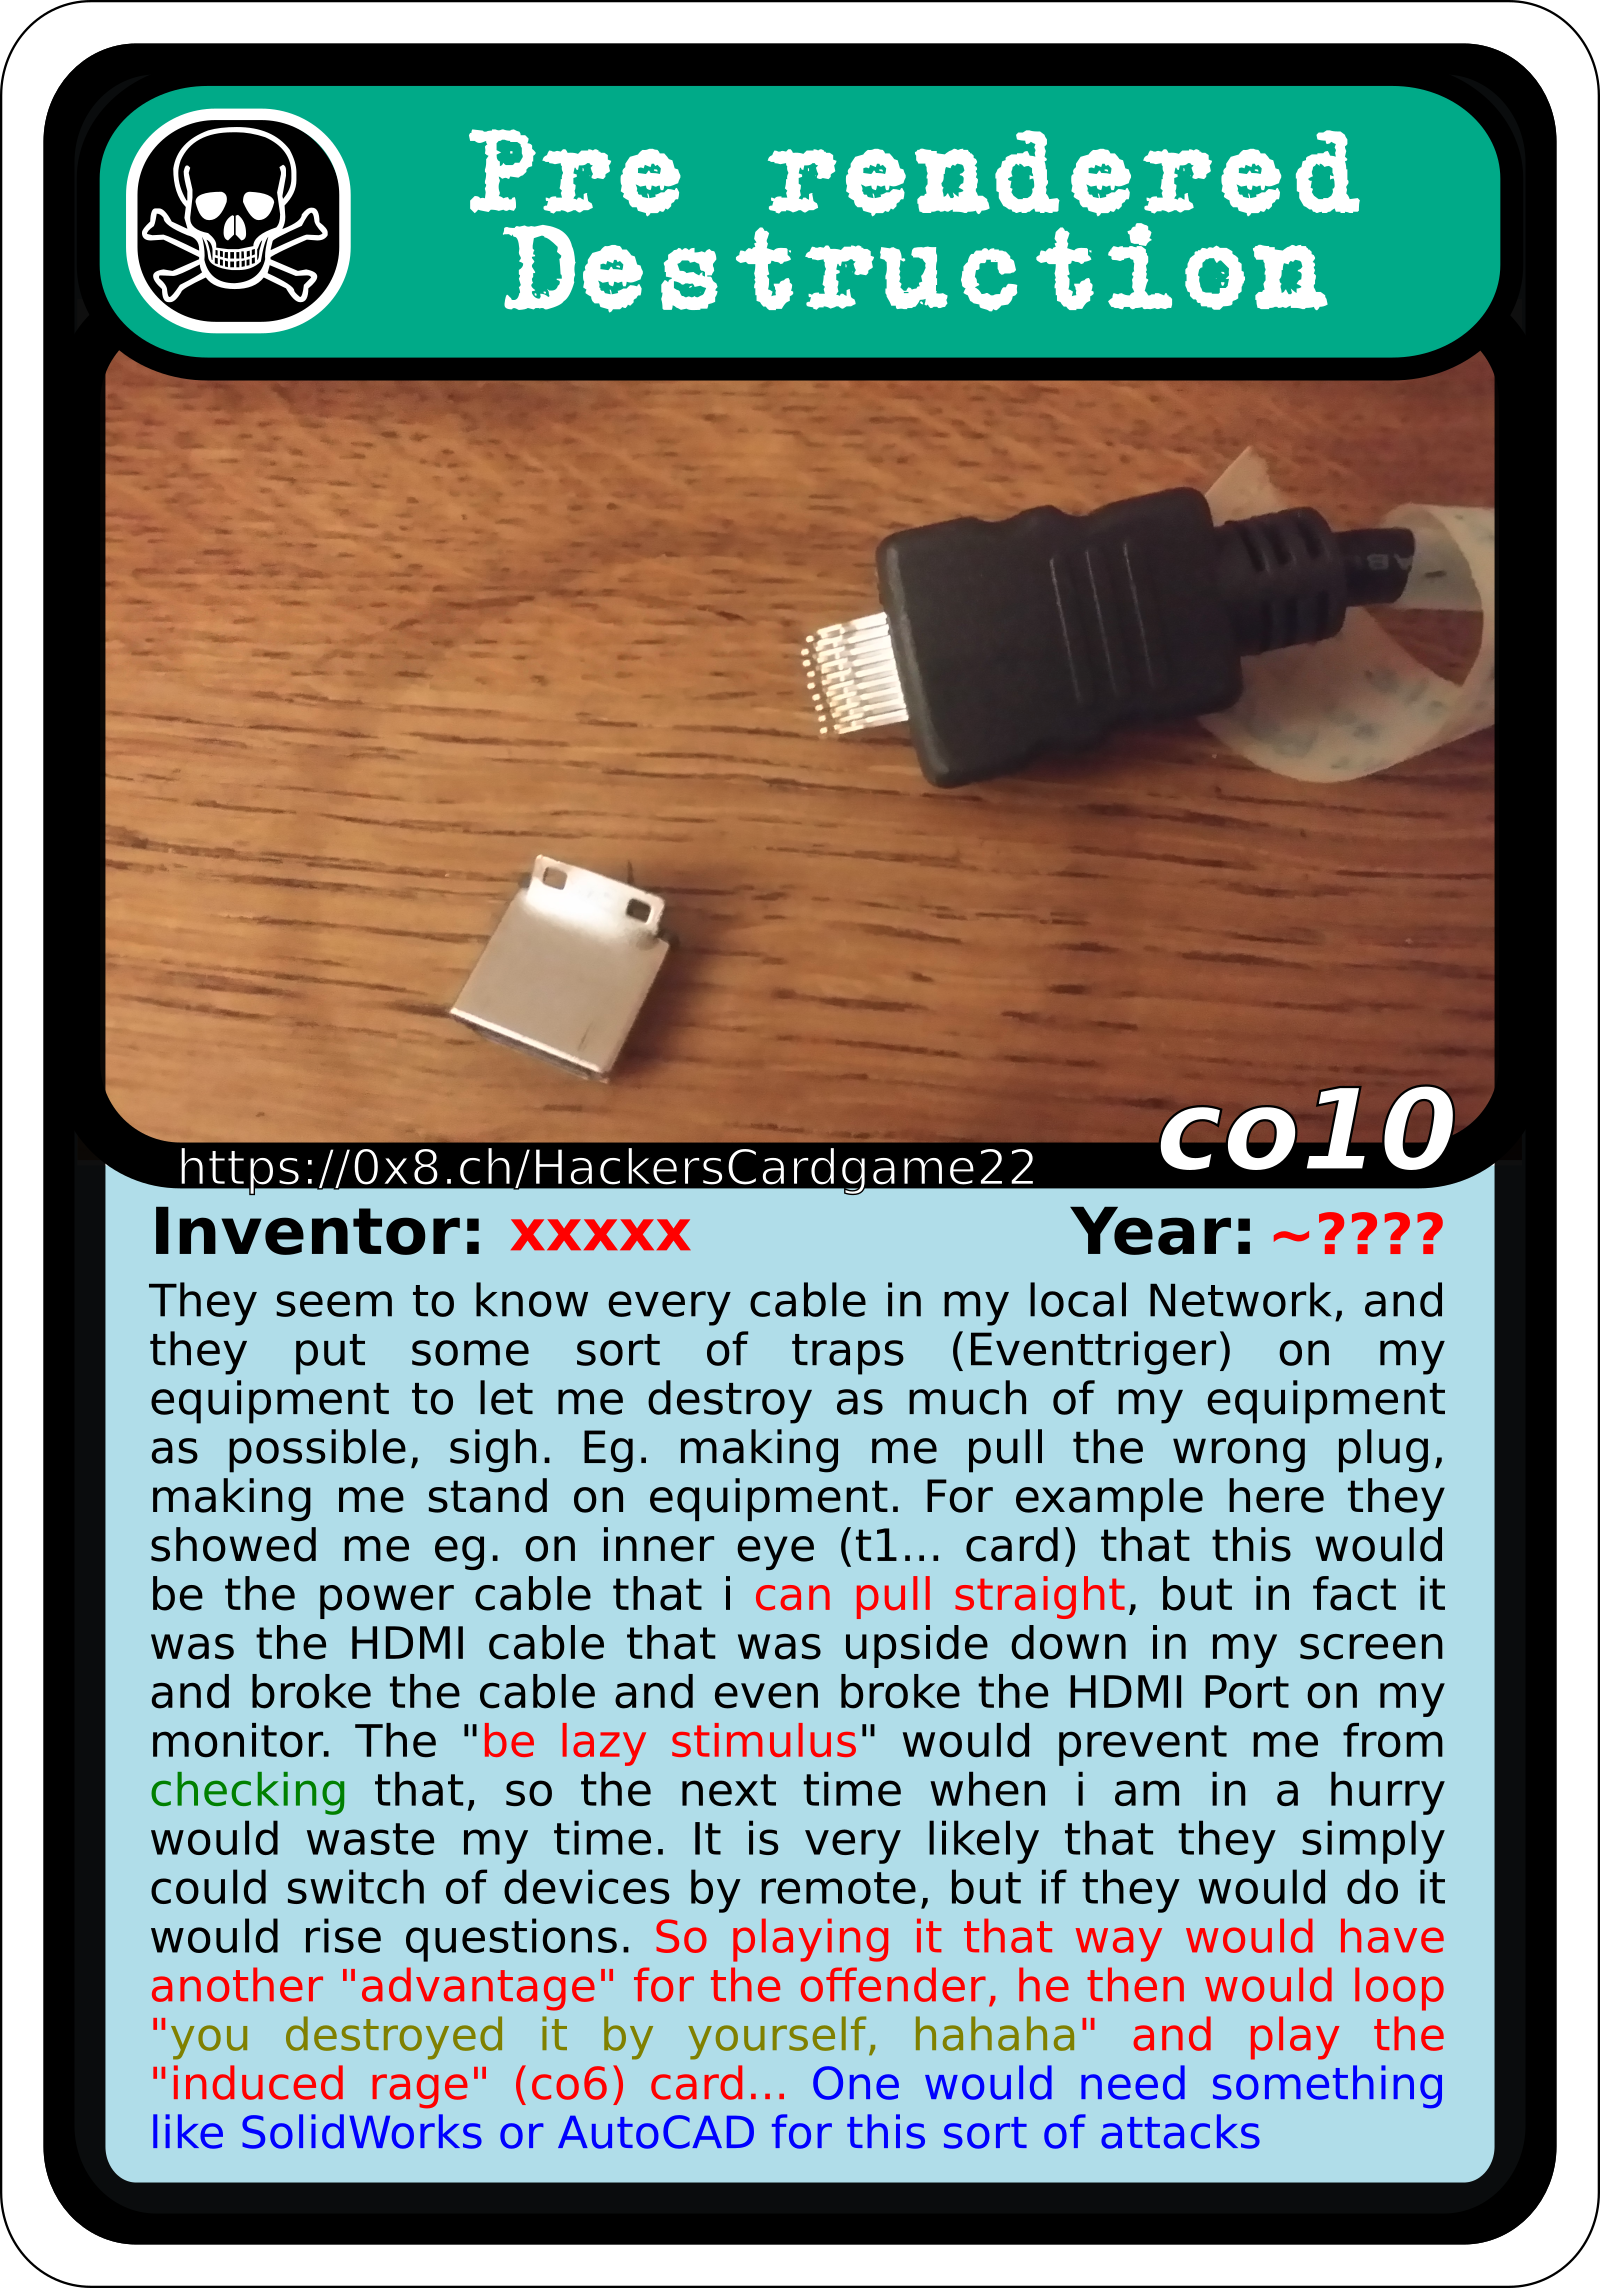 Pre rendered
Destruction
co10
https://0x8.ch/HackersCardgame22
Inventor: xxxxx Year: ~????
They seem to know every cable in my local Network, and
they put some sort of traps (Eventtriger) on my
equipment to let me destroy as much of my equipment
as possible, sigh. Eg. making me pull the wrong plug,
making me stand on equipment. For example here they
showed me eg. on inner eye (t1... card) that this would
be the power cable that i can pull straight, but in fact it
was the HDMI cable that was upside down in my screen
and broke the cable and even broke the HDMI Port on my
monitor. The "be lazy stimulus" would prevent me from
checking that, so the next time when i am in a hurry
would waste my time. It is very likely that they simply
could switch of devices by remote, but if they would do it
would rise questions. So playing it that way would have
another "advantage" for the offender, he then would loop
"you destroyed it by yourself, hahaha" and play the
"induced rage" (co6) card... One would need something
like SolidWorks or AutoCAD for this sort of attacks